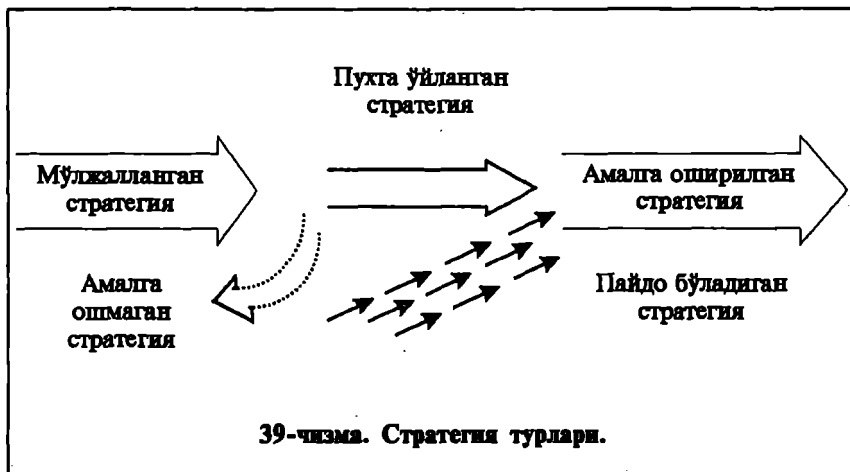 Пухта ўйланган
стратегия
Мўлжалланган
стратегия
Амалга оширилган
стратегия
Амалга
ошмаган
стратегия
Пайдо бўладиган
стратегия
39-чизма. Стратегия турлари.